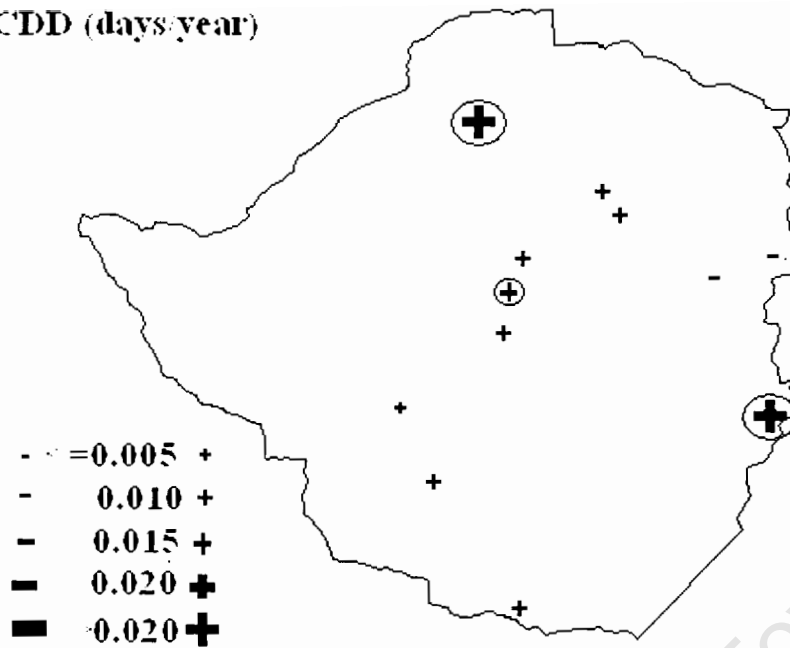 CDD (days/year)
- <=0.005 +
- 0.010 +
- 0.015 +
- 0.020 +
- >0.020 +